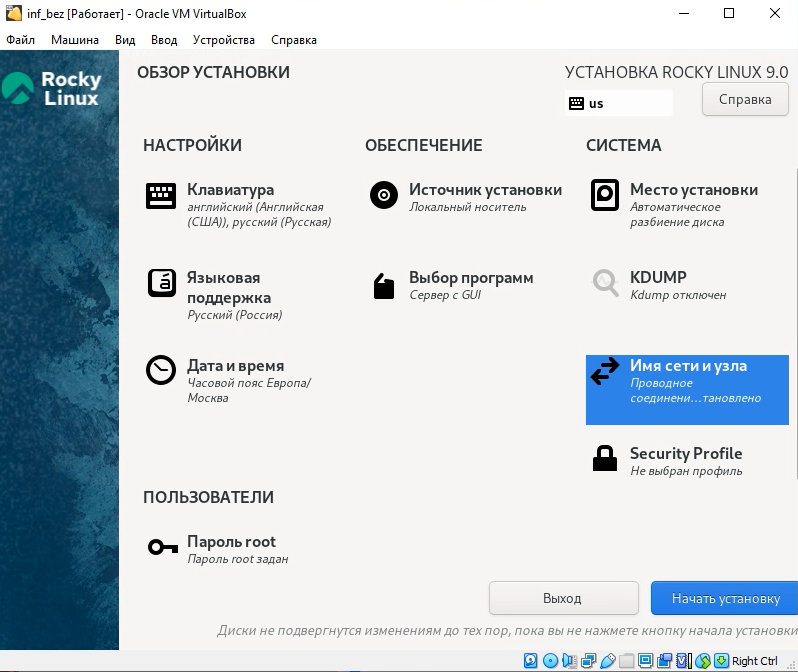 inf_bez [Работает] - Oracle VM VirtualBox
Файл Машина Вид Ввод Устройства Справка
Rocky
Linux
ОБЗОР УСТАНОВКИ
УСТАНОВКА ROCKY LINUX 9.0
us
Справка
НАСТРОЙКИ
Клавиатура
английский (Английская
(США)), русский (Русская)
Языковая
поддержка
Русский (Россия)
Дата и время
Часовой пояс Европа/
Москва
ОБЕСПЕЧЕНИЕ
Источник установки
Локальный носитель
Выбор программ
Сервер с GUI
СИСТЕМА
Место установки
Автоматическое
разбиение диска
KDUMP
Kdump отключен
Имя сети и узла
Проводное
соединени...тановлено
Security Profile
Не выбран профиль
ПОЛЬЗОВАТЕЛИ
Пароль root
Пароль root задан
Выход
Начать установку
Диски не подвергнутся изменениям до тех пор, пока вы не нажмете кнопку начала установки
Right Ctrl